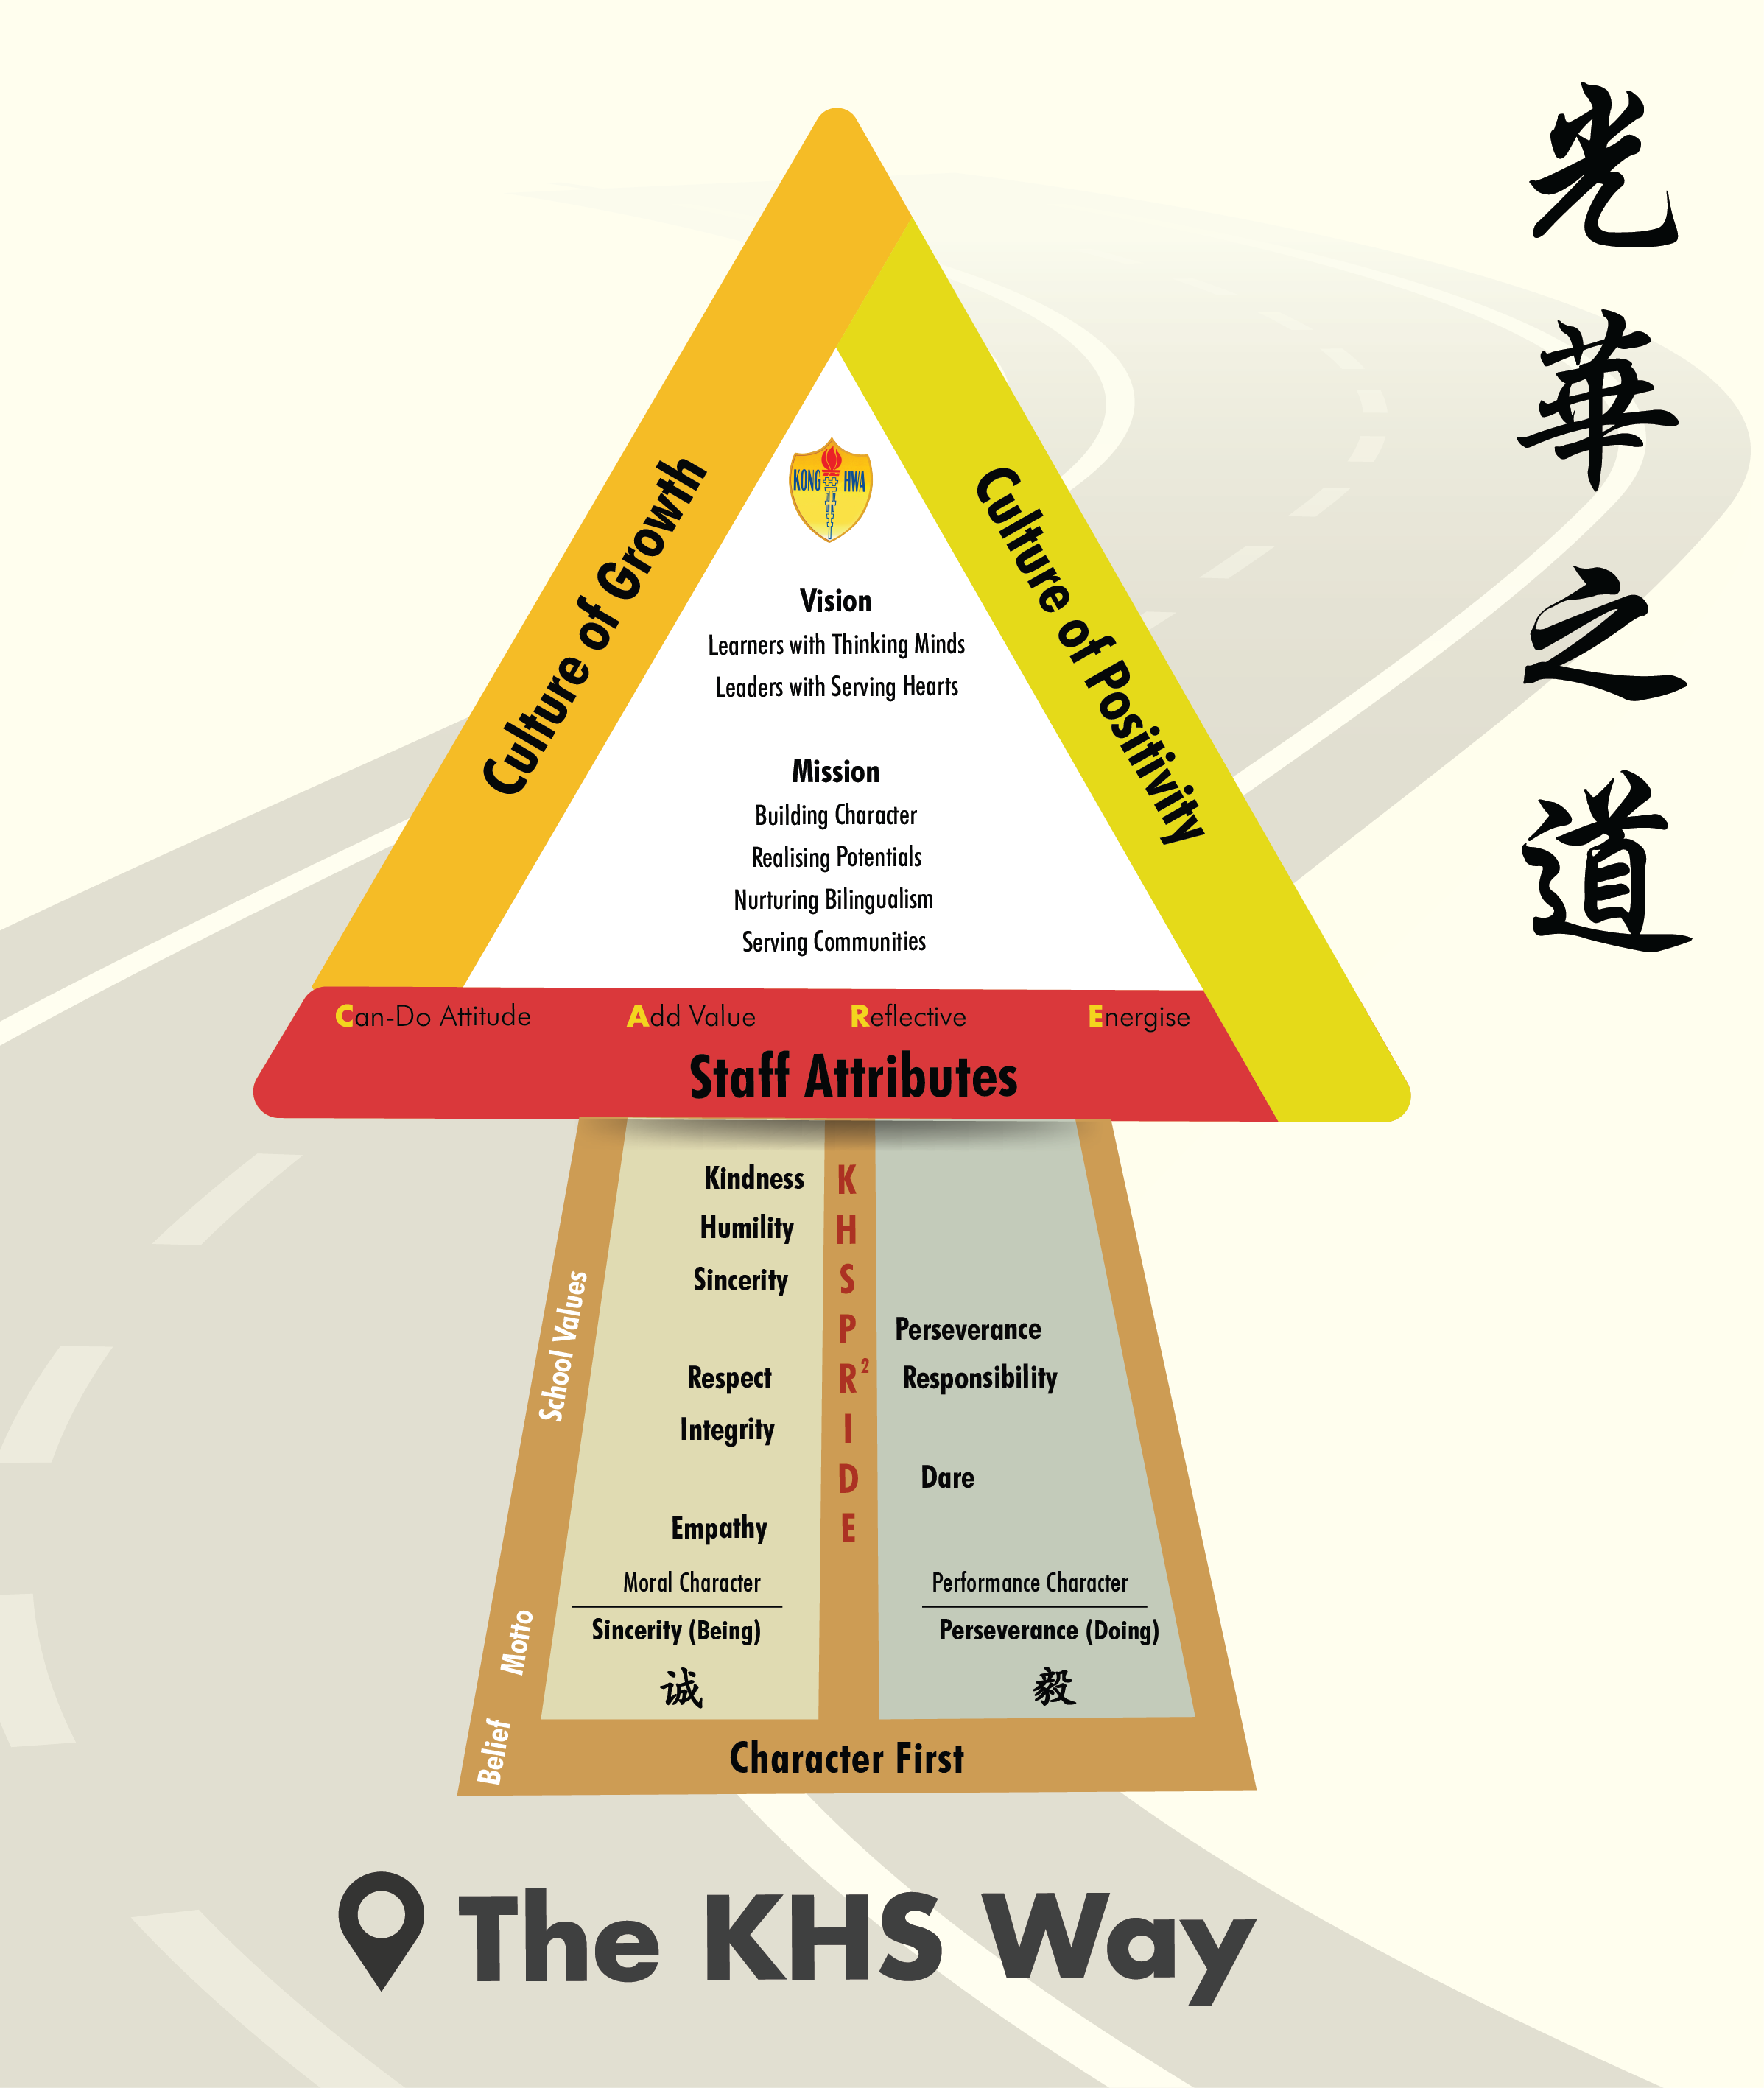 光華之道
Culture of Growth
Culture of Positivity
KONG HWA
Vision
Learners with Thinking Minds
Leaders with Serving Hearts
Mission
Building Character
Realising Potentials
Nurturing Bilingualism
Serving Communities
Can-Do Attitude Add Value Reflective Energise
Staff Attributes
School Values
Kindness K
Humility H
Sincerity S
P Perseverance
Respect R² Responsibility
Integrity I
D Dare
Empathy E
Moral Character Performance Character
Motto
Sincerity (Being) Perseverance (Doing)
诚 毅
Belief
Character First
The KHS Way